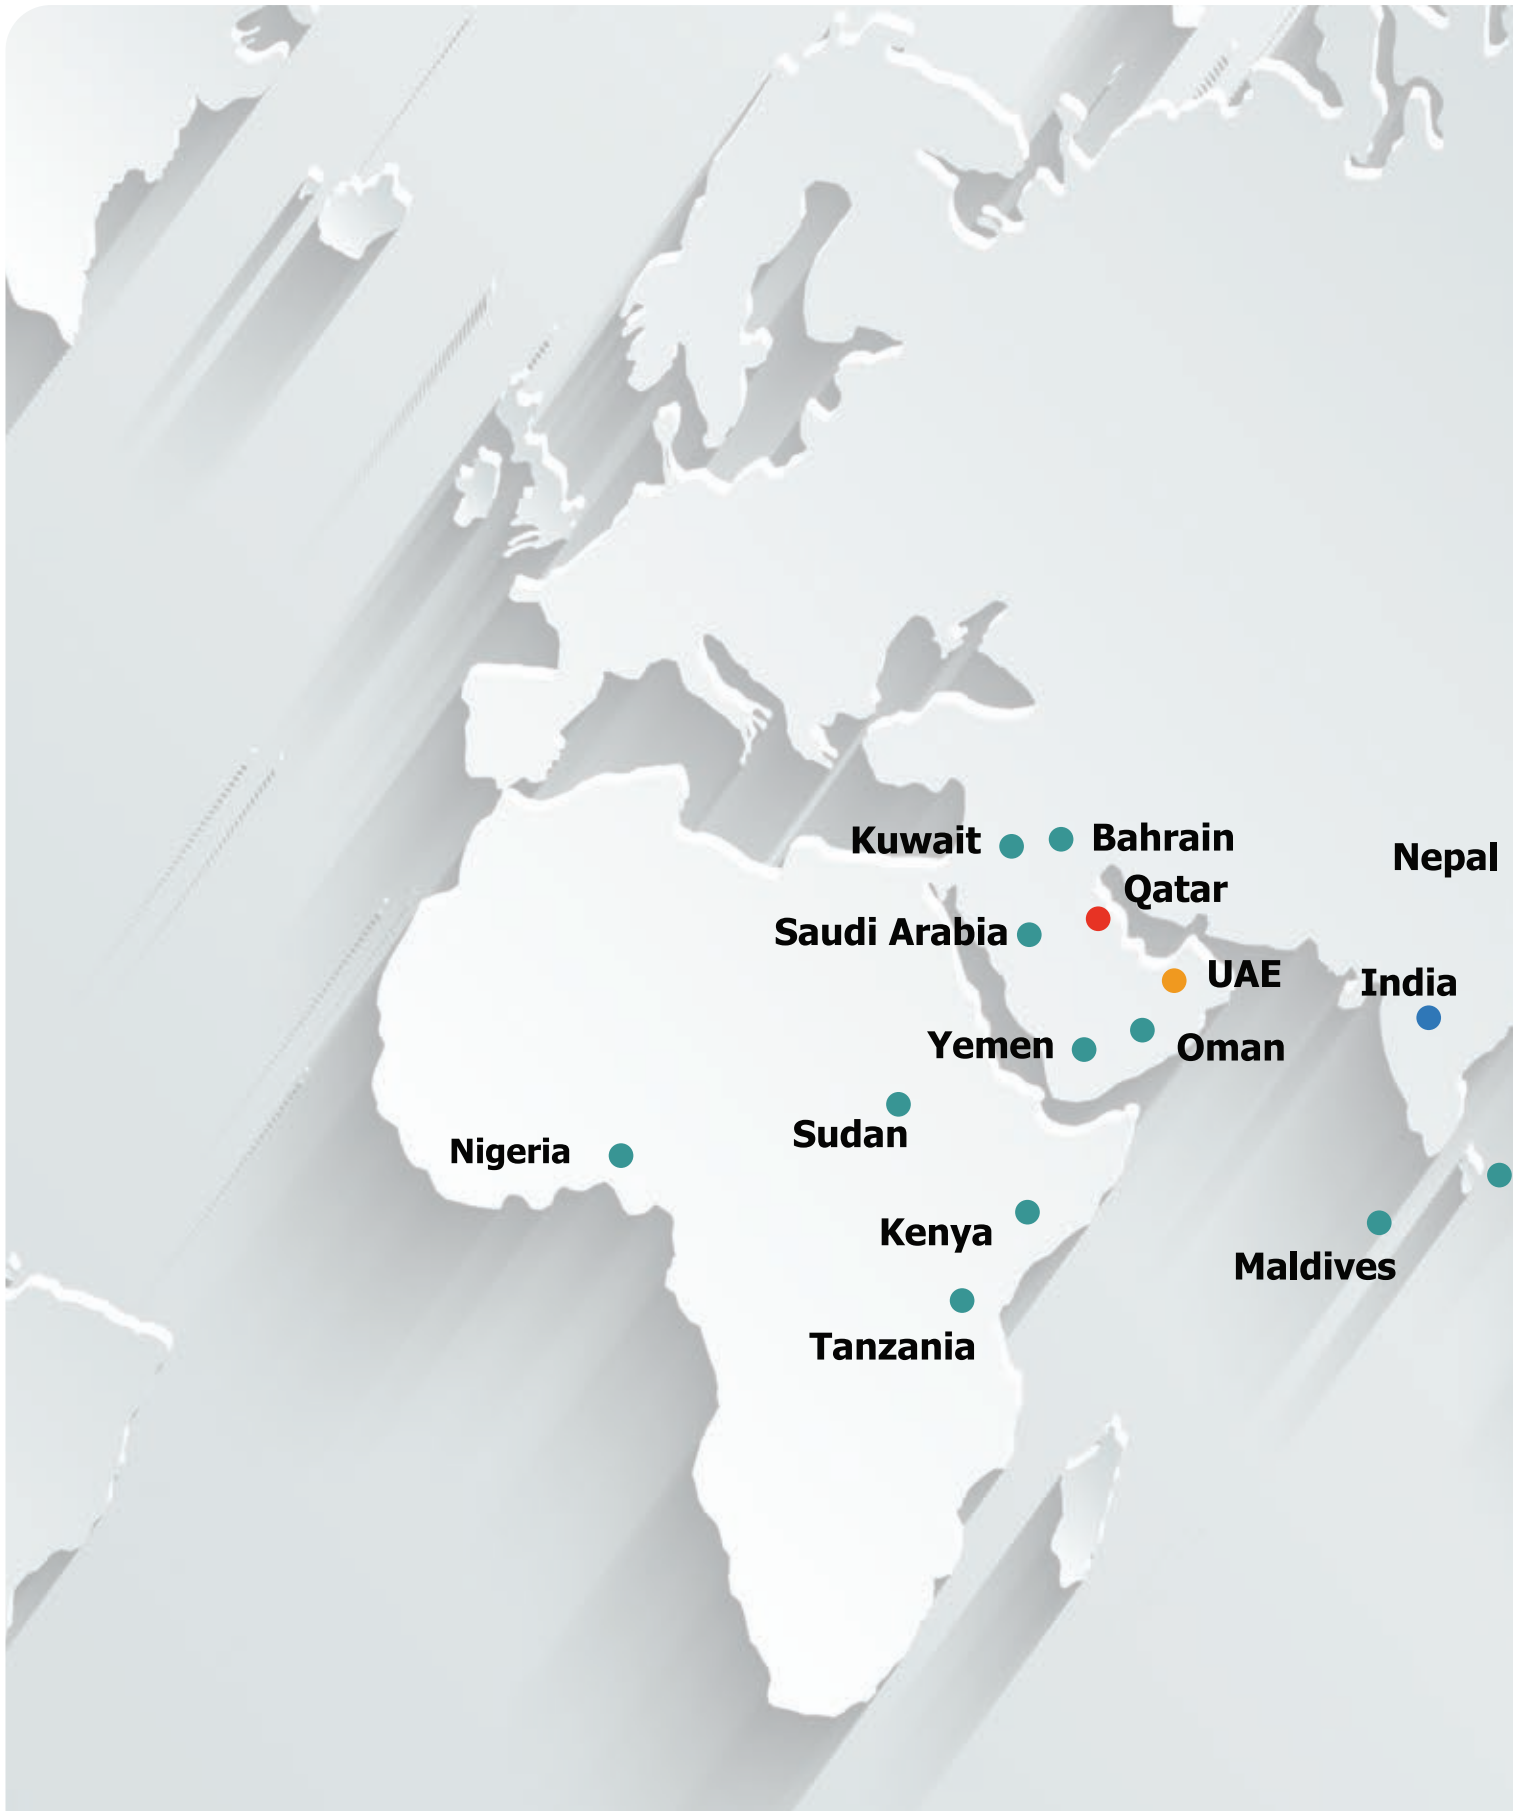 Kuwait
Bahrain
Nepal
Qatar
Saudi Arabia
UAE
India
Yemen
Oman
Sudan
Nigeria
Kenya
Maldives
Tanzania